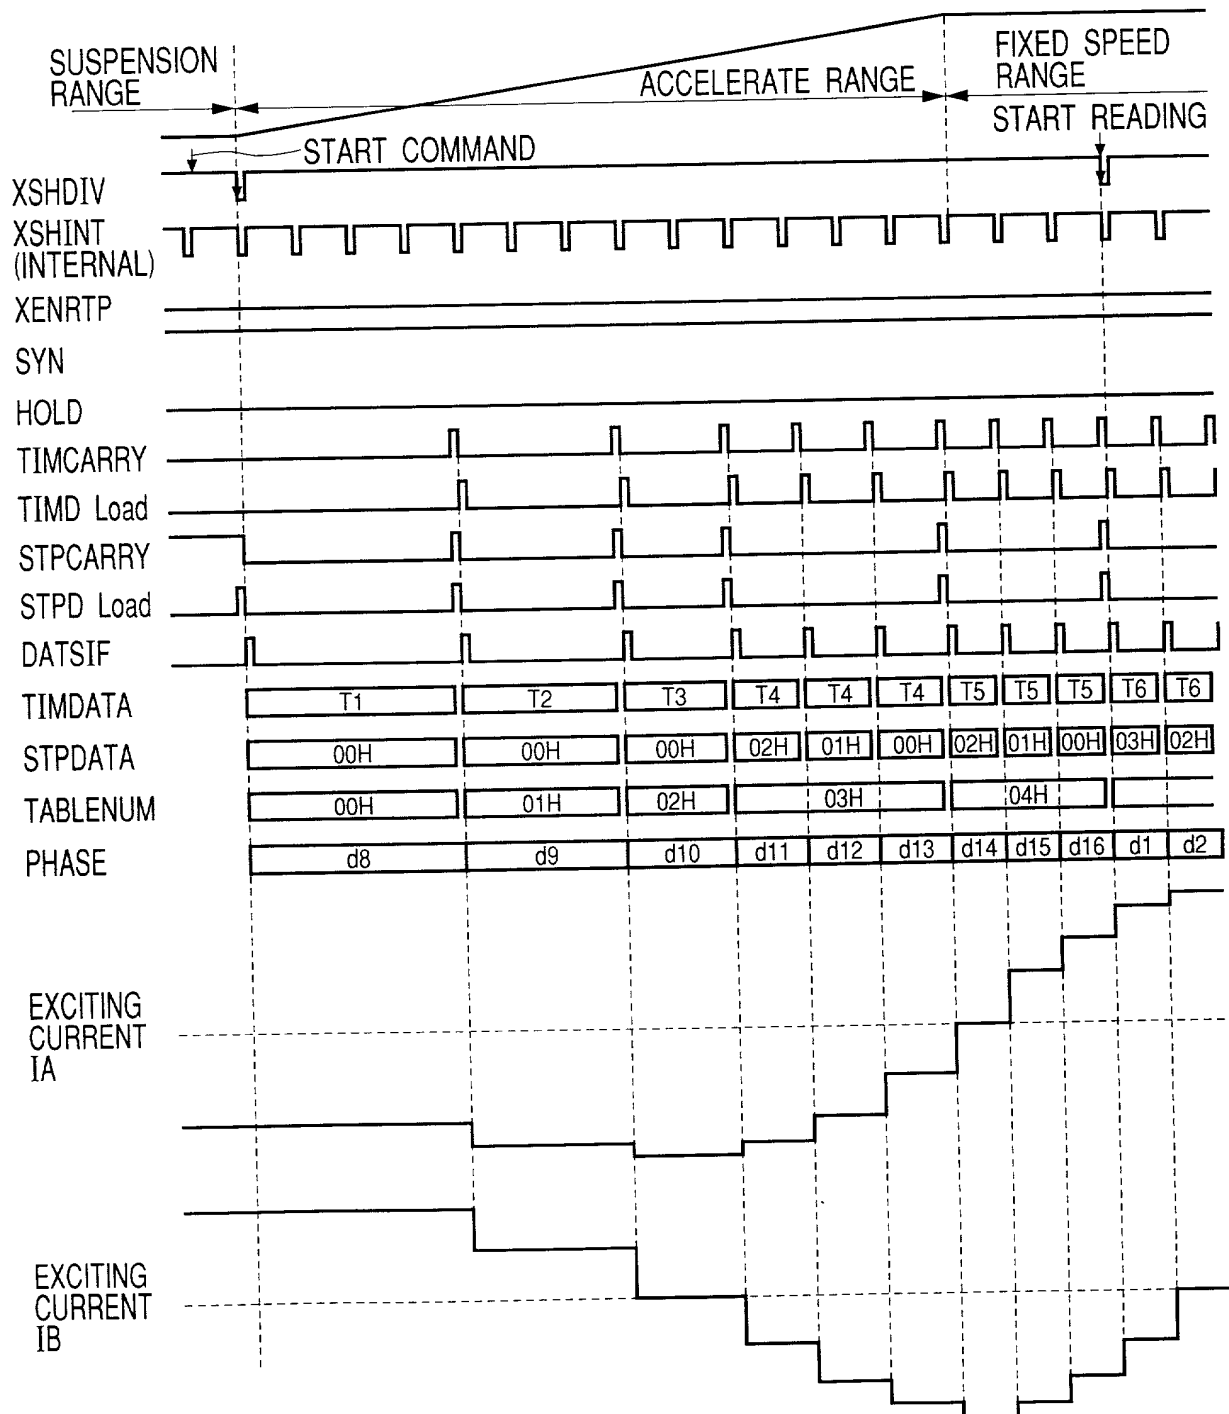 SUSPENSION
RANGE
ACCELERATE RANGE
FIXED SPEED
RANGE
START READING
START COMMAND
XSHDIV
XSHINT
(INTERNAL)
XENRTP
SYN
HOLD
TIMCARRY
TIMD Load
STPCARRY
STPD Load
DATSIF
TIMDATA T1 T2 T3 T4 T4 T4 T5 T5 T5 T6 T6
STPDATA 00H 00H 00H 02H 01H 00H 02H 01H 00H 03H 02H
TABLENUM 00H 01H 02H 03H 04H
PHASE d8 d9 d10 d11 d12 d13 d14 d15 d16 d1 d2
EXCITING
CURRENT
IA
EXCITING
CURRENT
IB